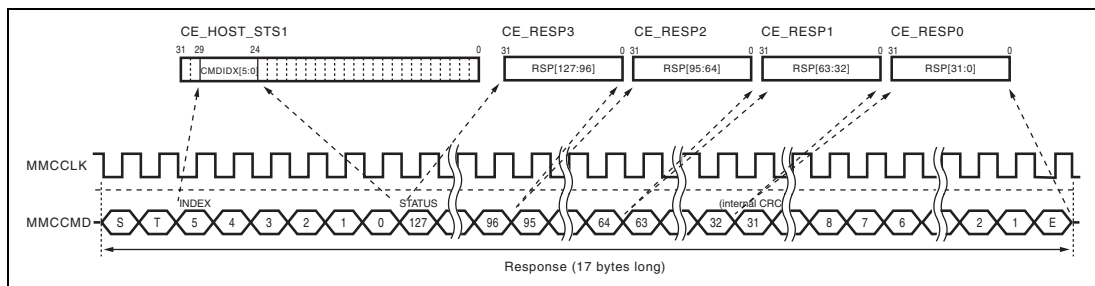 CE_HOST_STS1 CE_RESP3 CE_RESP2 CE_RESP1 CE_RESP0
31 29 24 0 31 0 31 0 31 0 31 0
CMDIDX[5:0] RSP[127:96] RSP[95:64] RSP[63:32] RSP[31:0]
MMCCLK
INDEX STATUS (internal CRC)
MMCCMD S T 5 4 3 2 1 0 127 96 95 64 63 32 31 8 7 6 2 1 E
Response (17 bytes long)